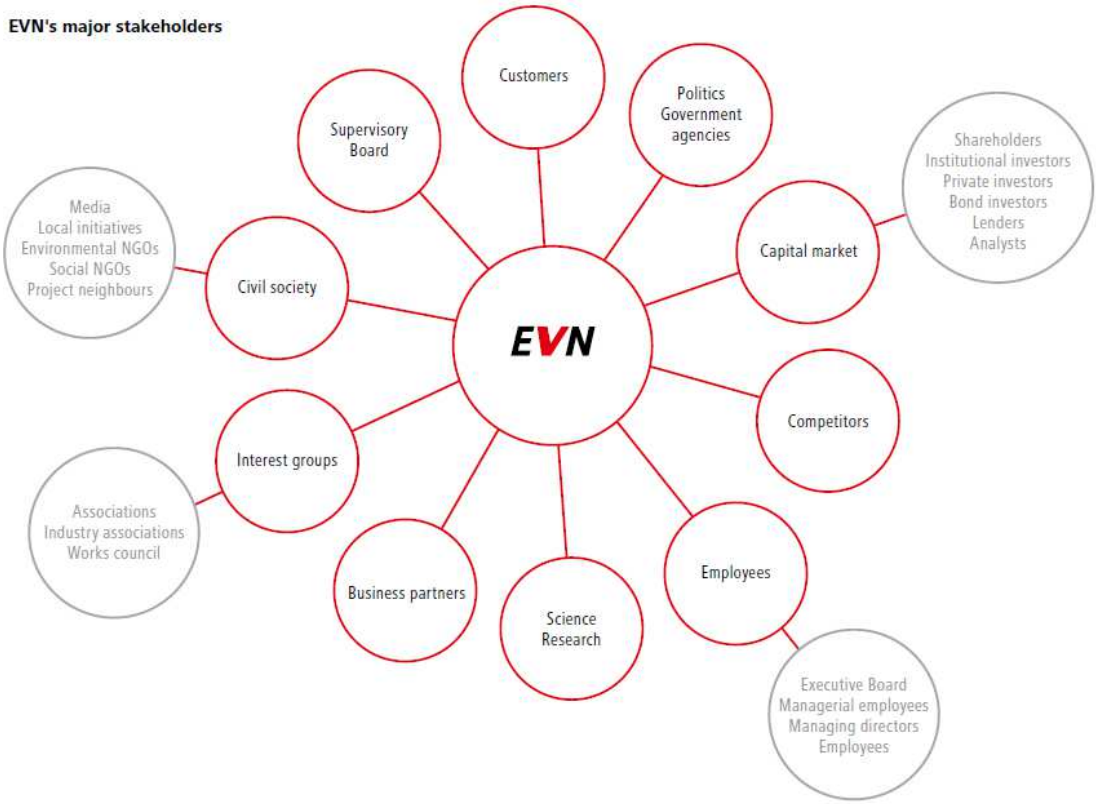 EVN's major stakeholders
Customers
Politics
Government
agencies
Supervisory
Board
Shareholders
Institutional investors
Private investors
Bond investors
Lenders
Analysts
Capital market
Media
Local initiatives
Environmental NGOs
Social NGOs
Project neighbours
Civil society
EVN
Competitors
Interest groups
Associations
Industry associations
Works council
Business partners
Science
Research
Employees
Executive Board
Managerial employees
Managing directors
Employees